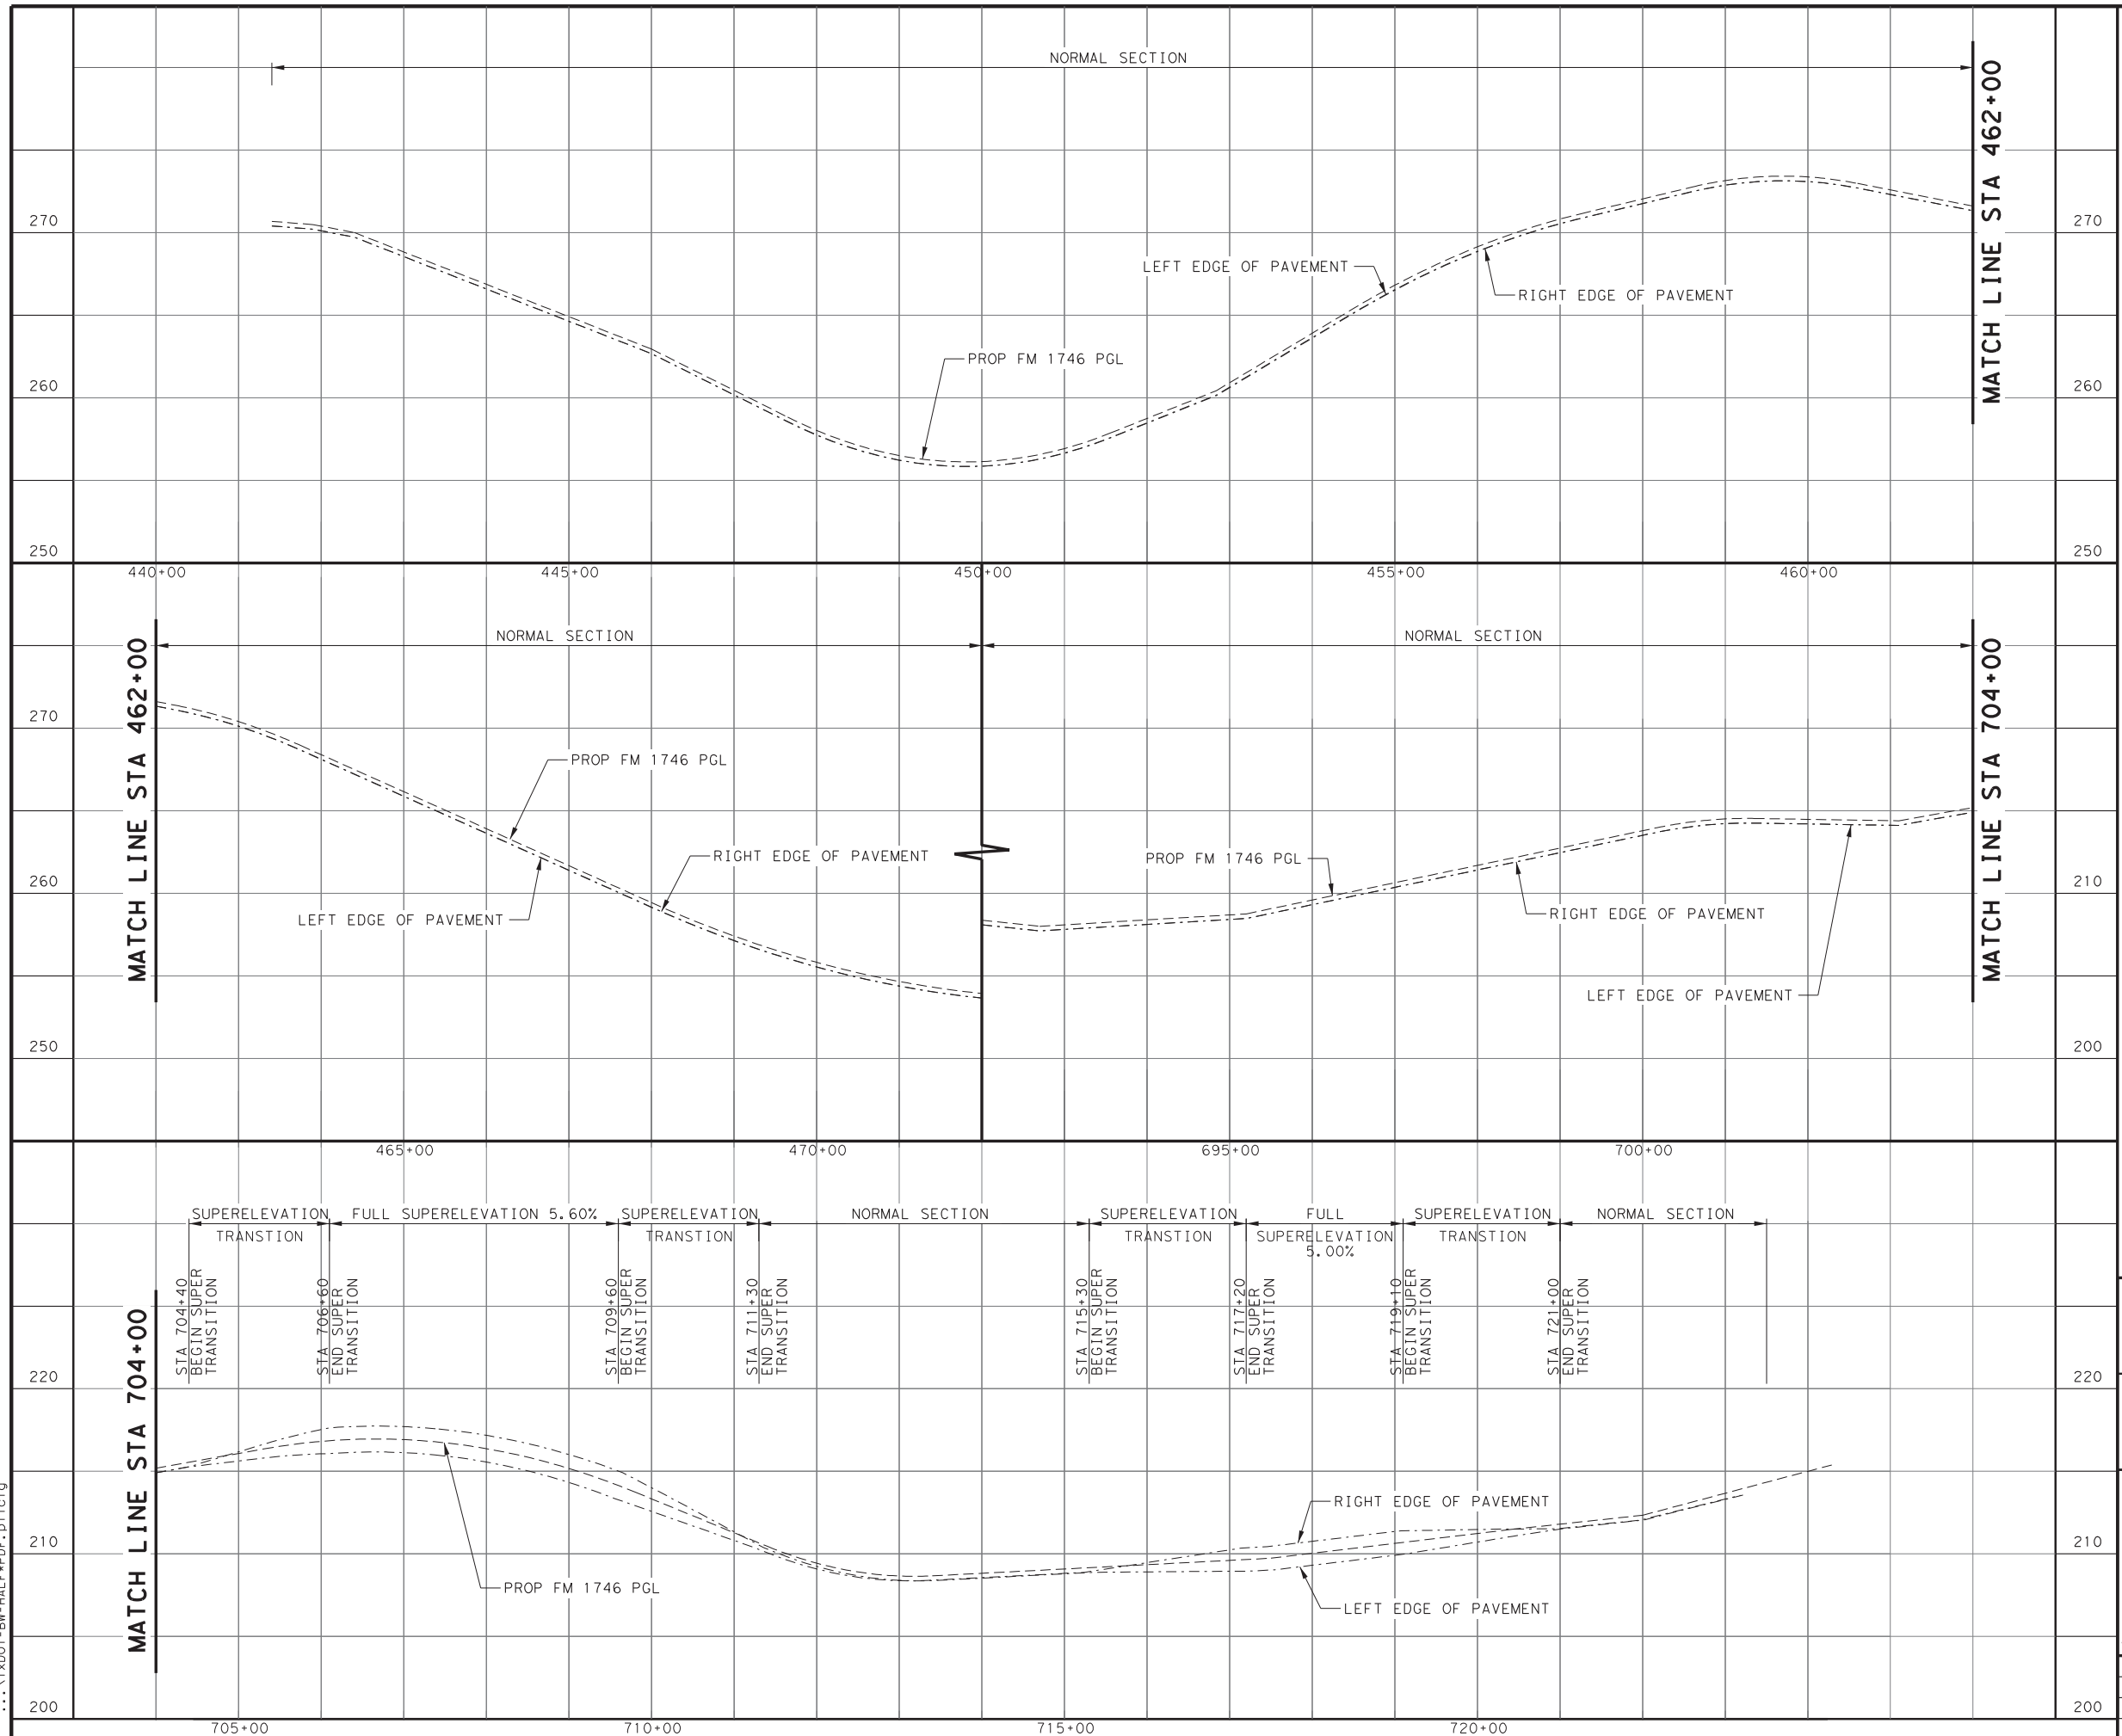 NORMAL SECTION
MATCH LINE STA 462+00
270
270
LEFT EDGE OF PAVEMENT
RIGHT EDGE OF PAVEMENT
PROP FM 1746 PGL
260
260
250
250
440+00
445+00
450+00
455+00
460+00
MATCH LINE STA 462+00
NORMAL SECTION
NORMAL SECTION
MATCH LINE STA 704+00
270
210
PROP FM 1746 PGL
RIGHT EDGE OF PAVEMENT
PROP FM 1746 PGL
260
210
LEFT EDGE OF PAVEMENT
RIGHT EDGE OF PAVEMENT
LEFT EDGE OF PAVEMENT
250
200
465+00
470+00
695+00
700+00
SUPERELEVATION
TRANSTION
FULL SUPERELEVATION 5.60%
SUPERELEVATION
TRANSTION
NORMAL SECTION
SUPERELEVATION
TRANSTION
FULL
SUPERELEVATION
5.00%
SUPERELEVATION
TRANSTION
NORMAL SECTION
STA 704+40
BEGIN SUPER
TRANSITION
STA 706+60
END SUPER
TRANSITION
STA 709+60
BEGIN SUPER
TRANSITION
STA 711+30
END SUPER
TRANSITION
STA 715+30
BEGIN SUPER
TRANSITION
STA 717+20
END SUPER
TRANSITION
STA 719+10
BEGIN SUPER
TRANSITION
STA 721+00
END SUPER
TRANSITION
MATCH LINE STA 704+00
220
220
RIGHT EDGE OF PAVEMENT
210
210
PROP FM 1746 PGL
LEFT EDGE OF PAVEMENT
200
200
705+00
710+00
715+00
720+00